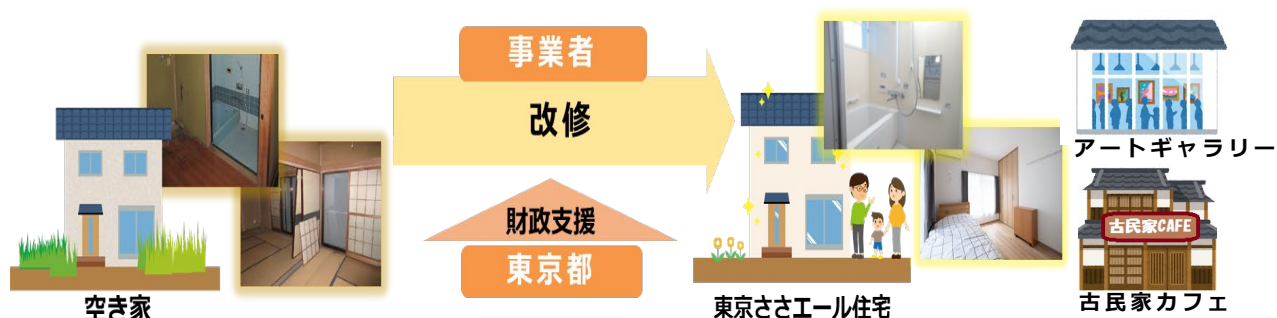 事業者
改修
財政支援
東京都
空き家
東京ささエール住宅
アートギャラリー
古民家CAFE
古民家カフェ